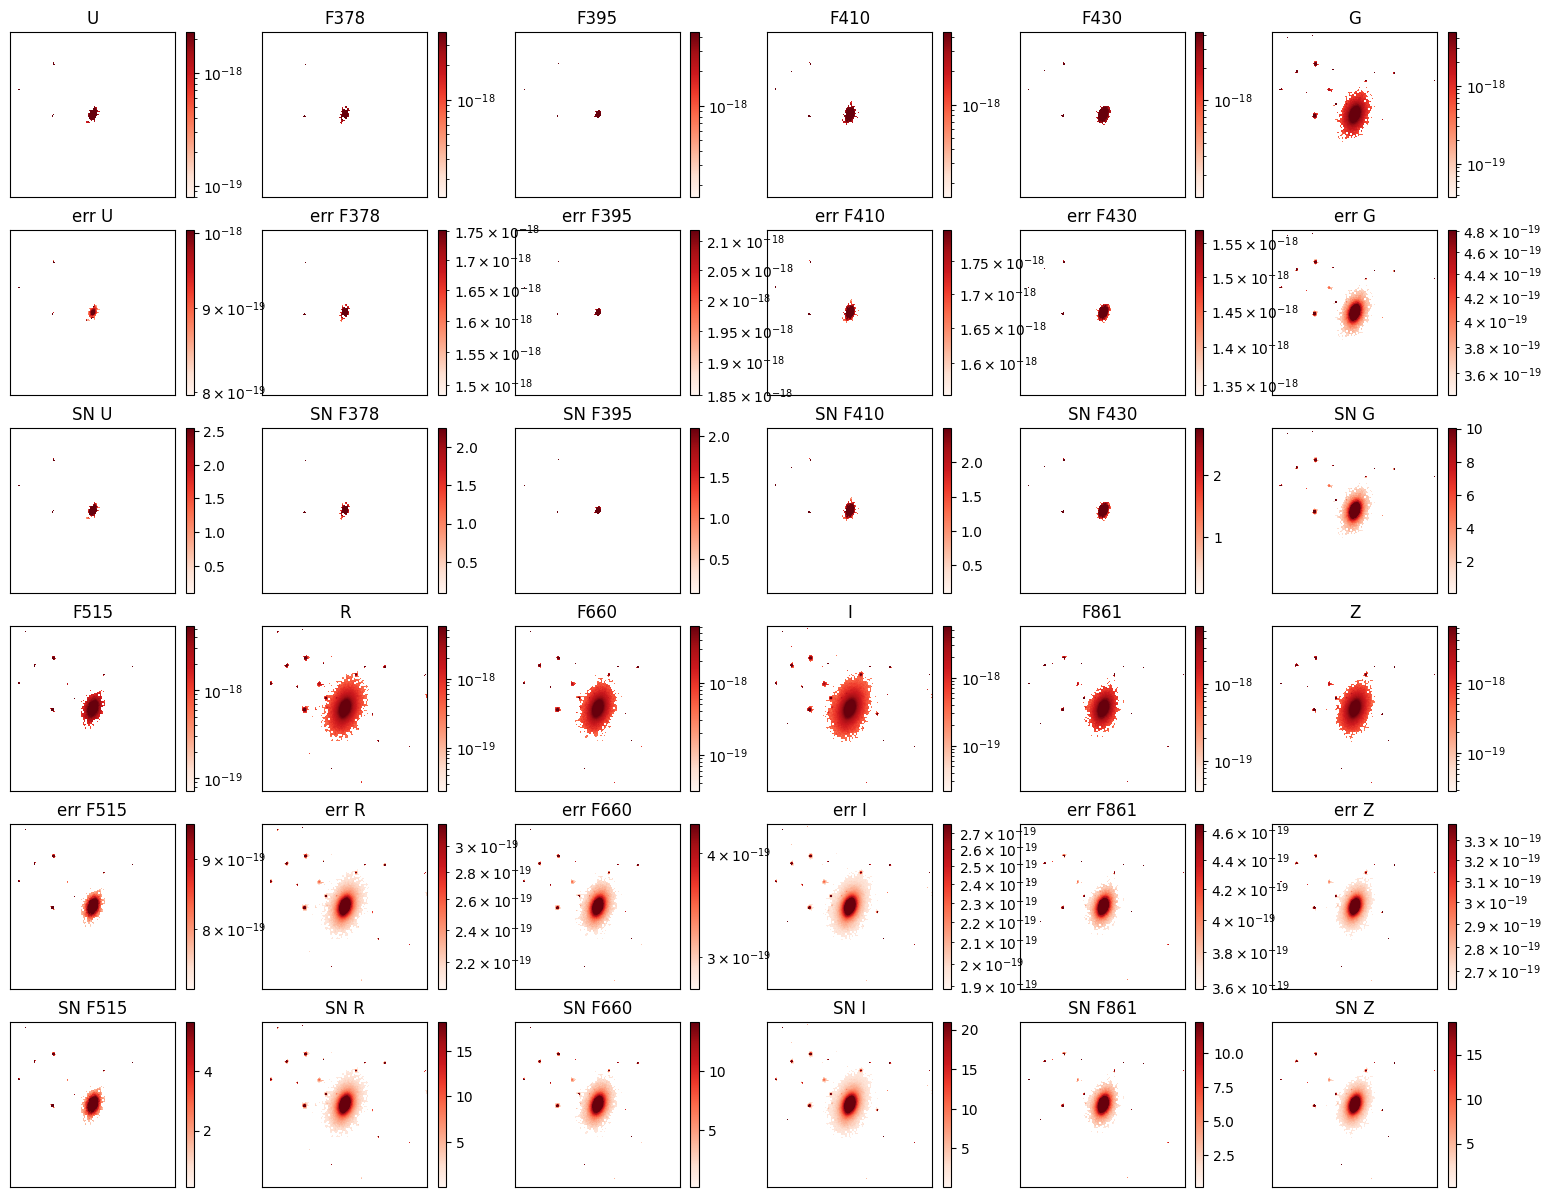 U F378 F395 F410 F430 G
10⁻¹⁸ 10⁻¹⁸ 10⁻¹⁸ 10⁻¹⁸ 10⁻¹⁸ 10⁻¹⁸
10⁻¹⁹ 10⁻¹⁹
err U err F378 err F395 err F410 err F430 err G
10⁻¹⁸ 9 × 10⁻¹⁹ 8 × 10⁻¹⁹
1.75 × 10⁻¹⁸ 1.7 × 10⁻¹⁸ 1.65 × 10⁻¹⁸ 1.6 × 10⁻¹⁸ 1.55 × 10⁻¹⁸ 1.5 × 10⁻¹⁸
2.1 × 10⁻¹⁸ 2.05 × 10⁻¹⁸ 2 × 10⁻¹⁸ 1.95 × 10⁻¹⁸ 1.9 × 10⁻¹⁸ 1.85 × 10⁻¹⁸
1.75 × 10⁻¹⁸ 1.7 × 10⁻¹⁸ 1.65 × 10⁻¹⁸ 1.6 × 10⁻¹⁸
1.55 × 10⁻¹⁸ 1.5 × 10⁻¹⁸ 1.45 × 10⁻¹⁸ 1.4 × 10⁻¹⁸ 1.35 × 10⁻¹⁸
4.8 × 10⁻¹⁹ 4.6 × 10⁻¹⁹ 4.4 × 10⁻¹⁹ 4.2 × 10⁻¹⁹ 4 × 10⁻¹⁹ 3.8 × 10⁻¹⁹ 3.6 × 10⁻¹⁹
SN U SN F378 SN F395 SN F410 SN F430 SN G
2.5 2.0 1.5 1.0 0.5
2.0 1.5 1.0 0.5
2.0 1.5 1.0 0.5
2.0 1.5 1.0 0.5
2 1
10 8 6 4 2
F515 R F660 I F861 Z
10⁻¹⁸ 10⁻¹⁸ 10⁻¹⁸ 10⁻¹⁸ 10⁻¹⁸ 10⁻¹⁸
10⁻¹⁹ 10⁻¹⁹ 10⁻¹⁹ 10⁻¹⁹ 10⁻¹⁹ 10⁻¹⁹
err F515 err R err F660 err I err F861 err Z
9 × 10⁻¹⁹ 8 × 10⁻¹⁹
3 × 10⁻¹⁹ 2.8 × 10⁻¹⁹ 2.6 × 10⁻¹⁹ 2.4 × 10⁻¹⁹ 2.2 × 10⁻¹⁹
4 × 10⁻¹⁹ 3 × 10⁻¹⁹
2.7 × 10⁻¹⁹ 2.6 × 10⁻¹⁹ 2.5 × 10⁻¹⁹ 2.4 × 10⁻¹⁹ 2.3 × 10⁻¹⁹ 2.2 × 10⁻¹⁹ 2.1 × 10⁻¹⁹ 2 × 10⁻¹⁹ 1.9 × 10⁻¹⁹
4.6 × 10⁻¹⁹ 4.4 × 10⁻¹⁹ 4.2 × 10⁻¹⁹ 4 × 10⁻¹⁹ 3.8 × 10⁻¹⁹ 3.6 × 10⁻¹⁹
3.3 × 10⁻¹⁹ 3.2 × 10⁻¹⁹ 3.1 × 10⁻¹⁹ 3 × 10⁻¹⁹ 2.9 × 10⁻¹⁹ 2.8 × 10⁻¹⁹ 2.7 × 10⁻¹⁹
SN F515 SN R SN F660 SN I SN F861 SN Z
4 2
15 10 5
10 5
20 15 10 5
10.0 7.5 5.0 2.5
15 10 5